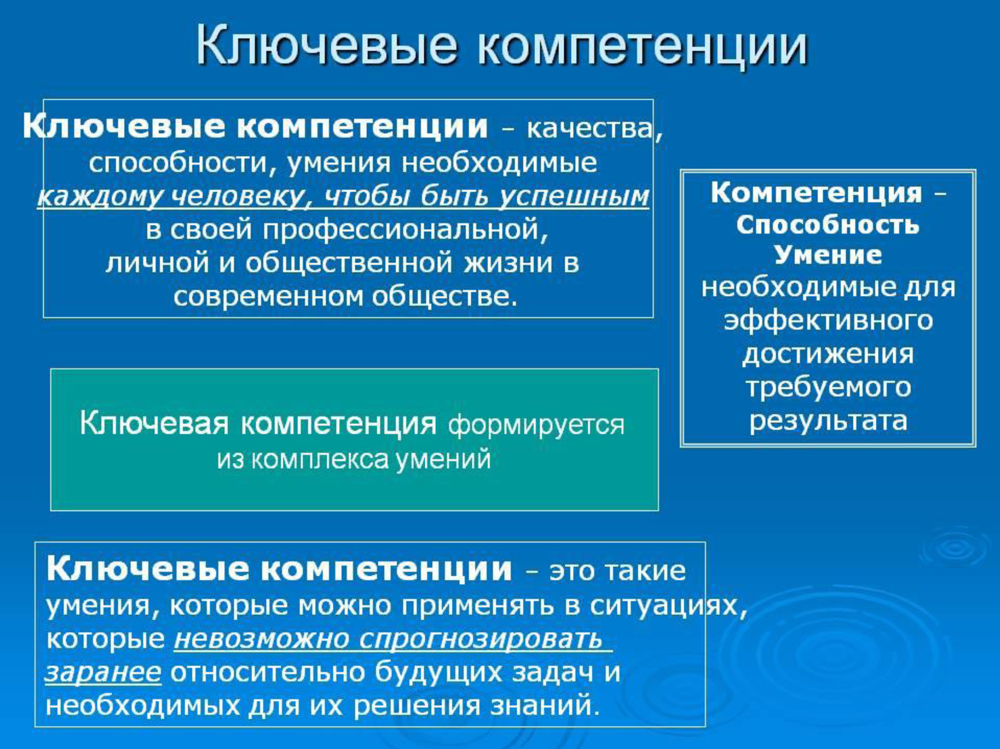 Ключевые компетенции
Ключевые компетенции – качества,
способности, умения необходимые
каждому человеку, чтобы быть успешным
в своей профессиональной,
личной и общественной жизни в
современном обществе.
Компетенция –
Способность
Умение
необходимые для
эффективного
достижения
требуемого
результата
Ключевая компетенция формируется
из комплекса умений
Ключевые компетенции – это такие
умения, которые можно применять в ситуациях,
которые невозможно спрогнозировать
заранее относительно будущих задач и
необходимых для их решения знаний.